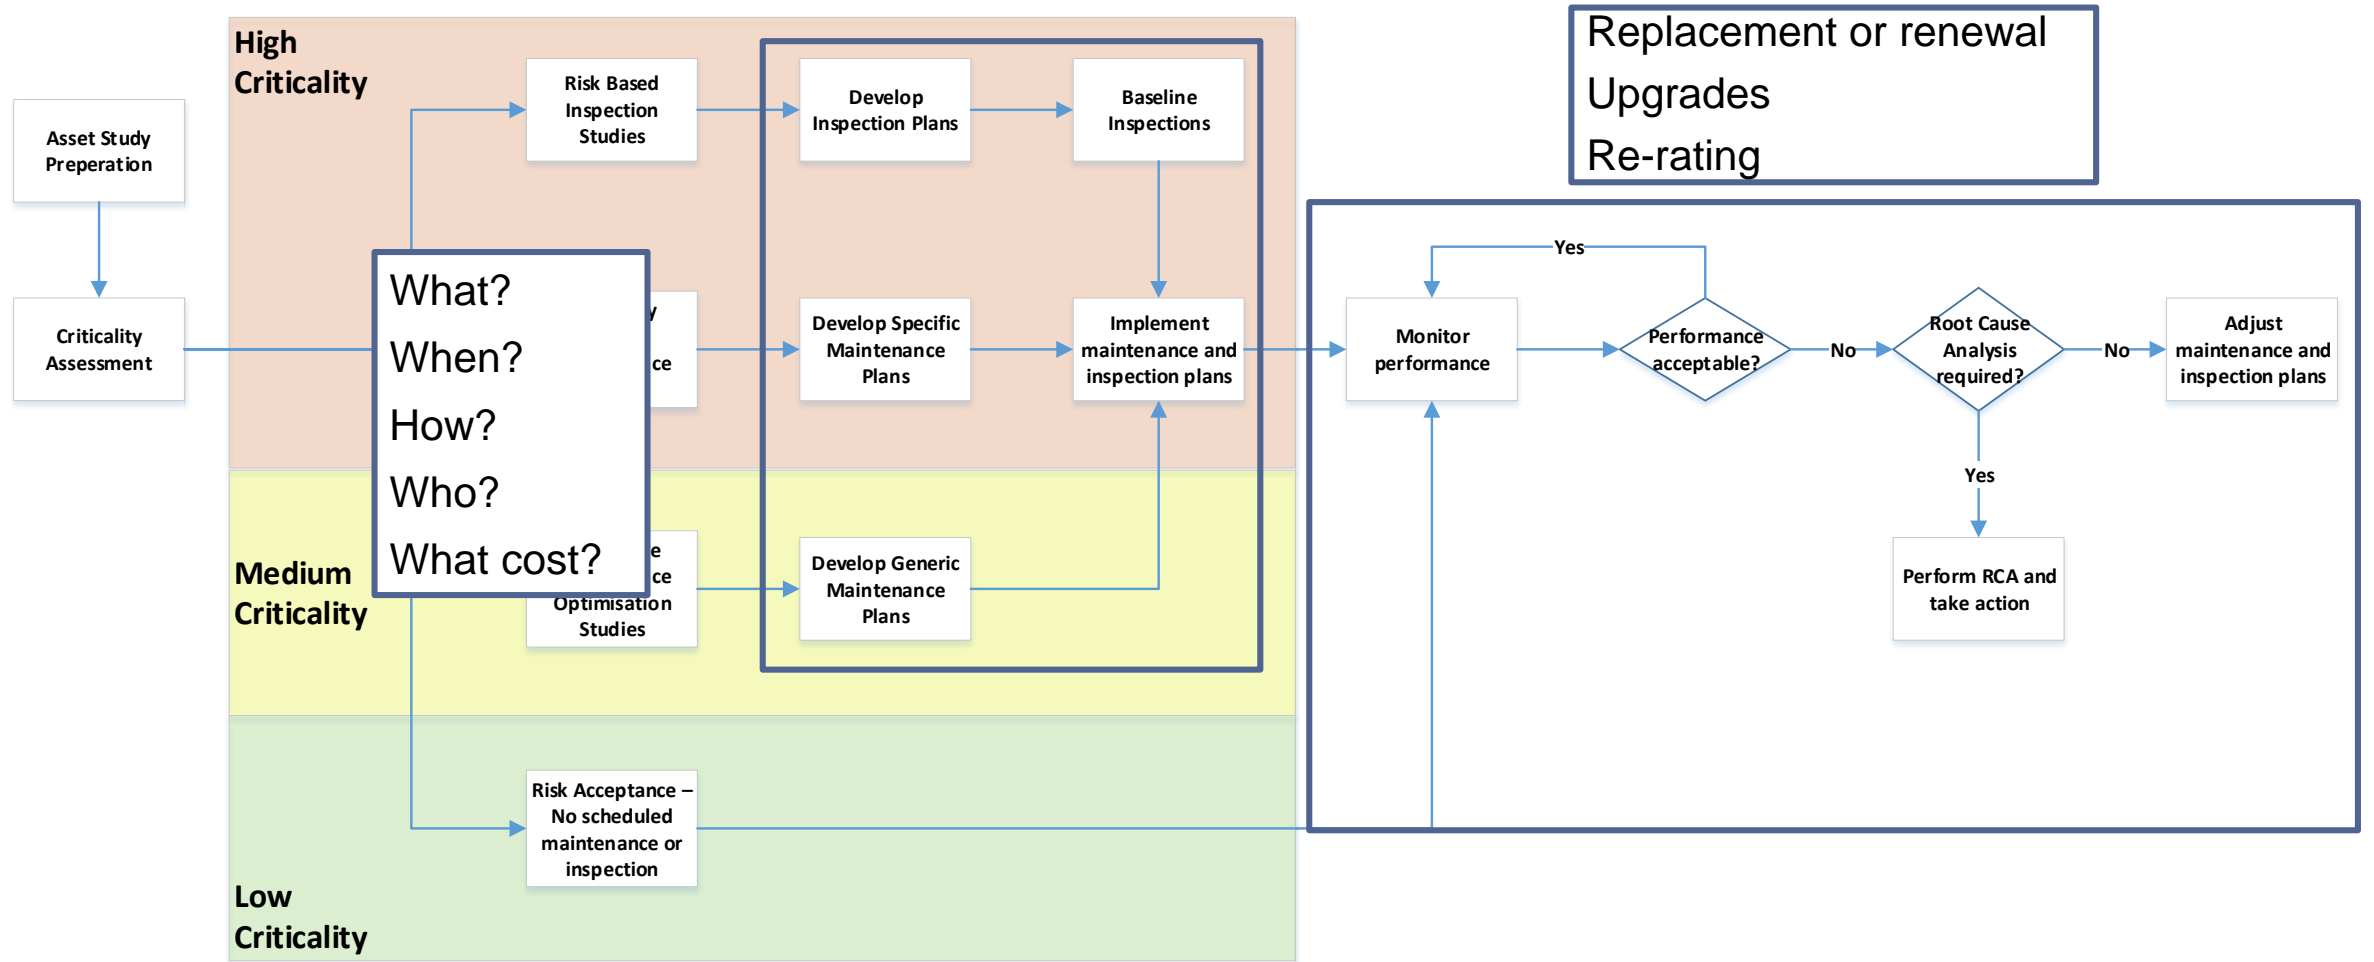 High
Criticality
Risk Based
Inspection
Studies
Develop
Inspection Plans
Baseline
Inspections
Replacement or renewal
Upgrades
Re-rating
Asset Study
Preperation
Criticality
Assessment
What?
When?
How?
Who?
What cost?
y
ce
Develop Specific
Maintenance
Plans
Implement
maintenance and
inspection plans
Yes
Monitor
performance
Performance
acceptable?
No
Root Cause
Analysis
required?
No
Adjust
maintenance and
inspection plans
Yes
Perform RCA and
take action
Medium
Criticality
e
ce
Optimisation
Studies
Develop Generic
Maintenance
Plans
Risk Acceptance –
No scheduled
maintenance or
inspection
Low
Criticality